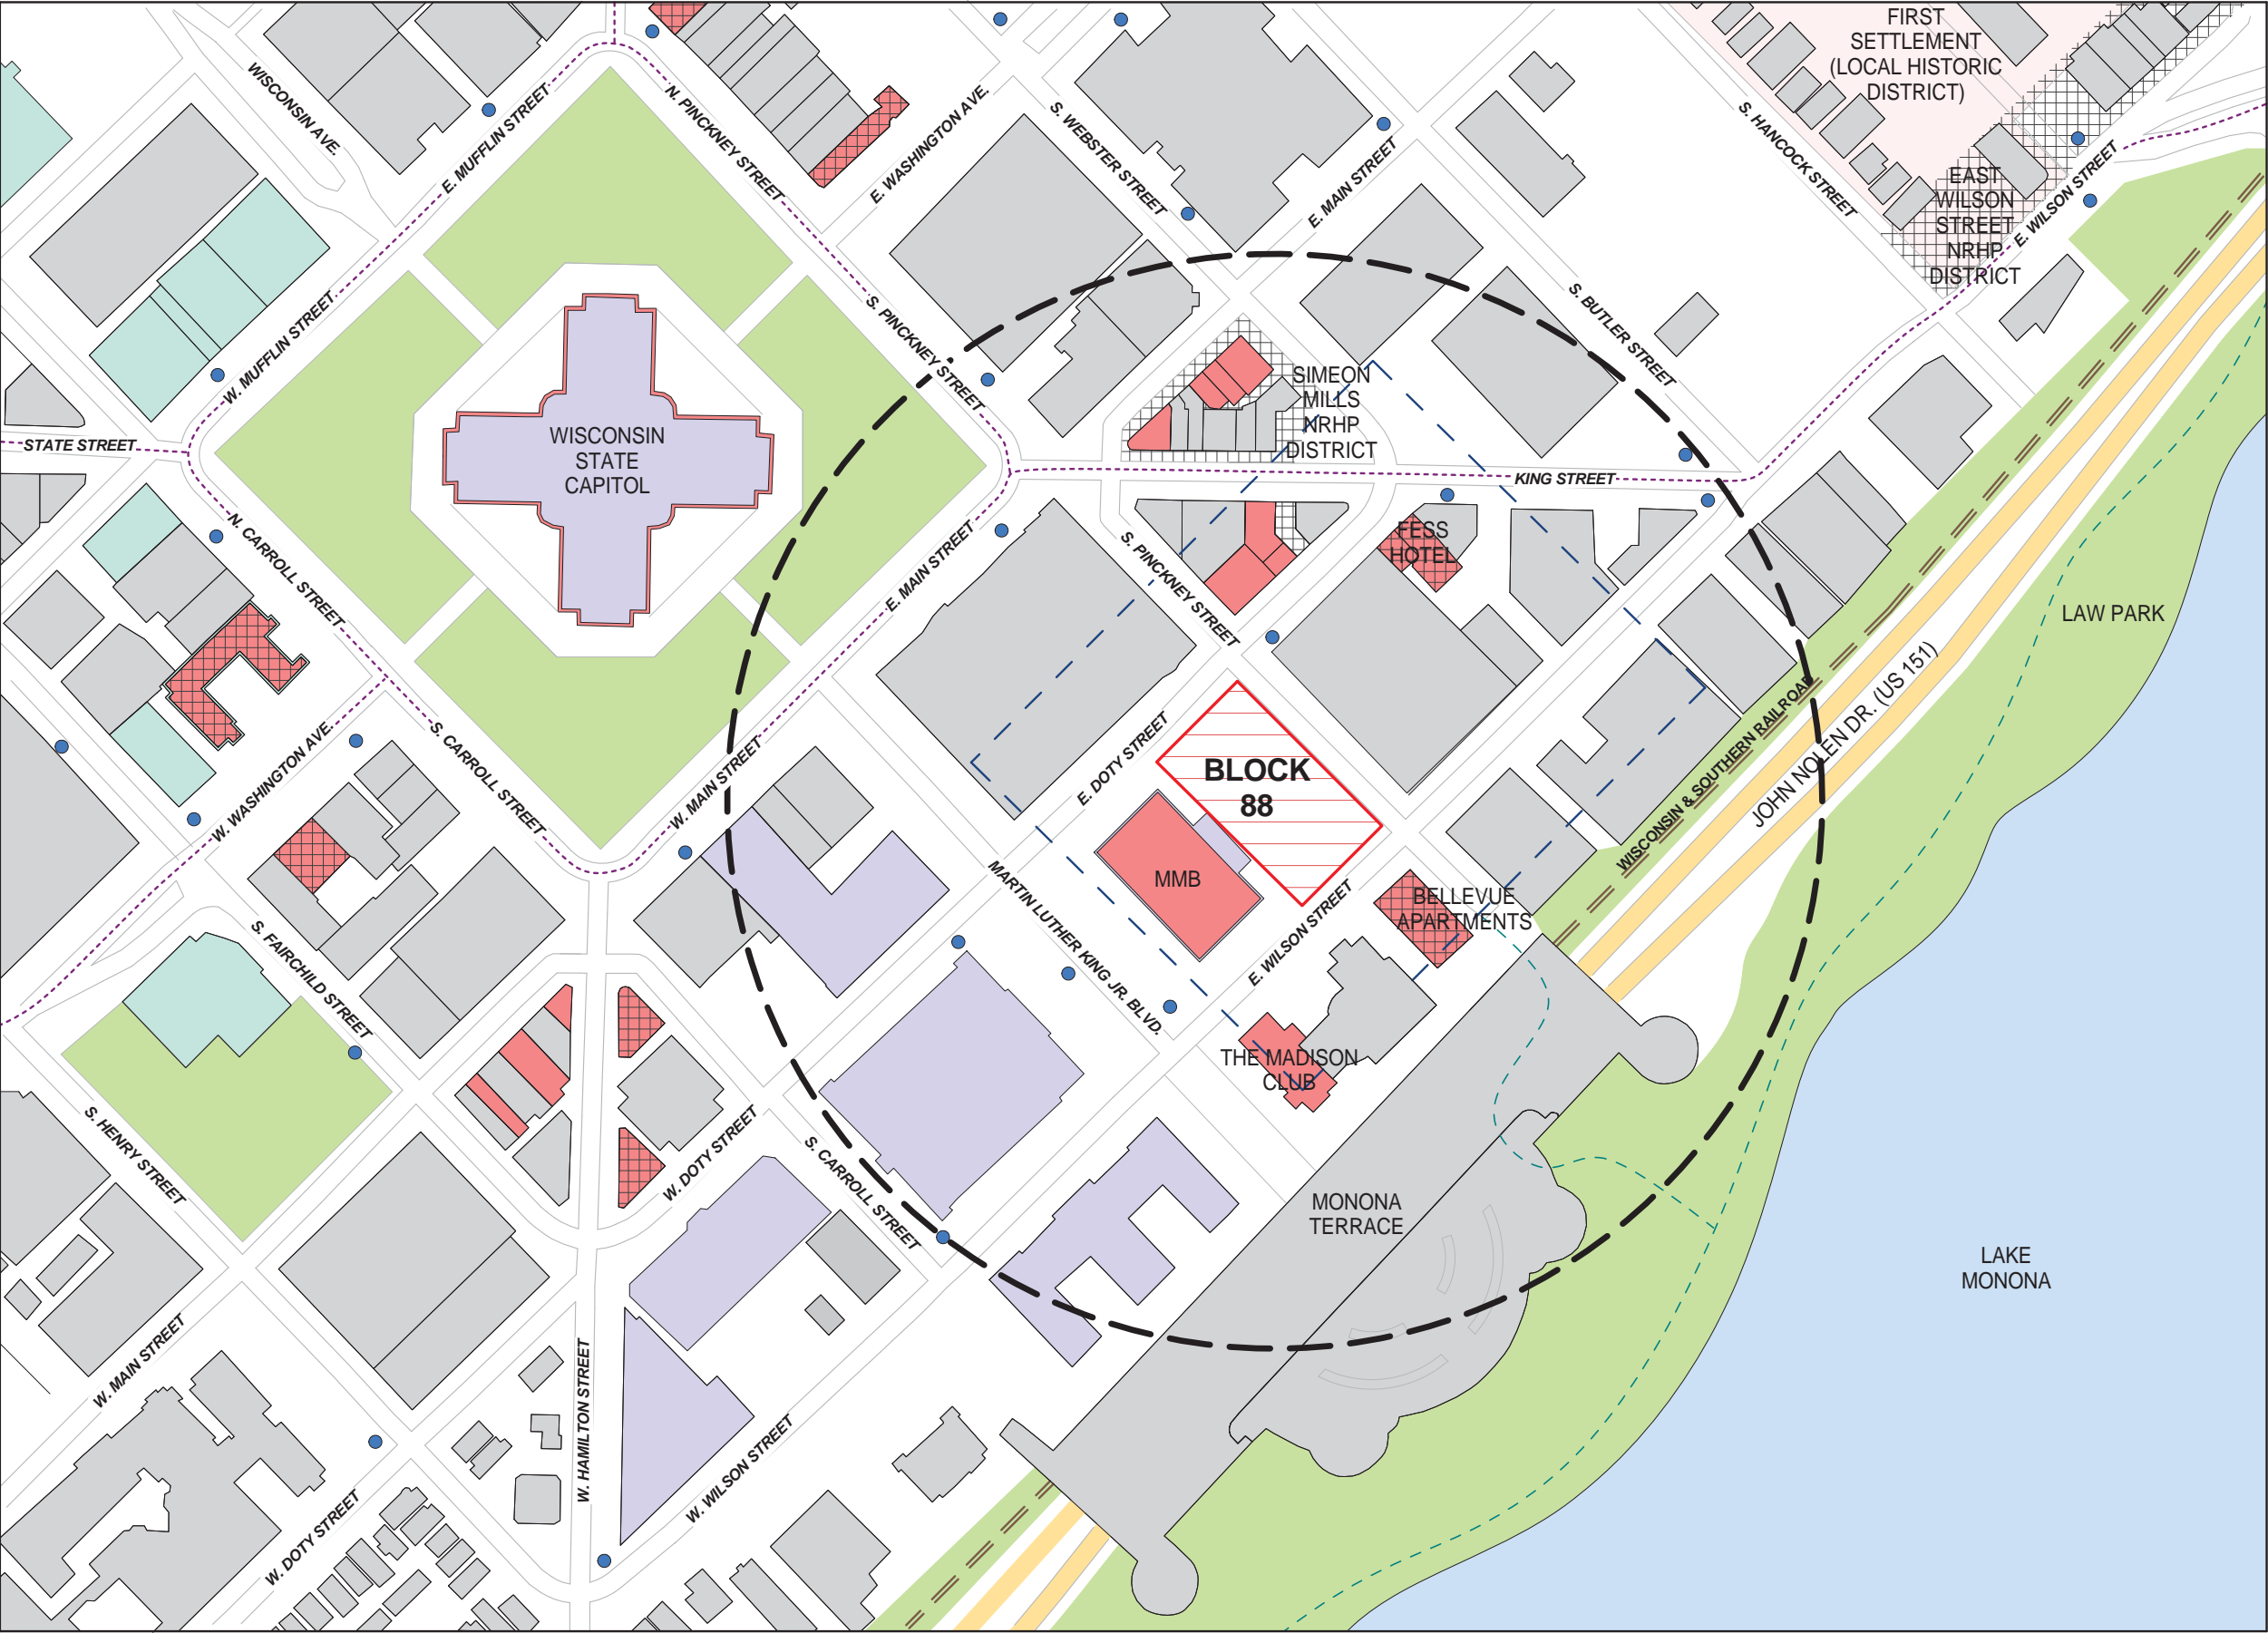 FIRST
SETTLEMENT
(LOCAL HISTORIC
DISTRICT)
WISCONSIN AVE.
E. MUFFLIN STREET
N. PINCKNEY STREET
E. WASHINGTON AVE.
S. WEBSTER STREET
E. MAIN STREET
S. HANCOCK STREET
EAST
WILSON
STREET
NRHP
DISTRICT
E. WILSON STREET
W. MUFFLIN STREET
S. PINCKNEY STREET
S. BUTLER STREET
SIMEON
MILLS
NRHP
DISTRICT
STATE STREET
WISCONSIN
STATE
CAPITOL
KING STREET
N. CARROLL STREET
E. MAIN STREET
S. PINCKNEY STREET
FESS
HOTEL
LAW PARK
W. WASHINGTON AVE.
S. CARROLL STREET
W. MAIN STREET
E. DOTY STREET
BLOCK
88
WISCONSIN & SOUTHERN RAILROAD
JOHN NOLEN DR. (US 151)
MMB
BELLEVUE
APARTMENTS
MARTIN LUTHER KING JR. BLVD.
E. WILSON STREET
S. FAIRCHILD STREET
THE MADISON
CLUB
S. HENRY STREET
W. DOTY STREET
S. CARROLL STREET
MONONA
TERRACE
LAKE
MONONA
W. MAIN STREET
W. HAMILTON STREET
W. WILSON STREET
W. DOTY STREET